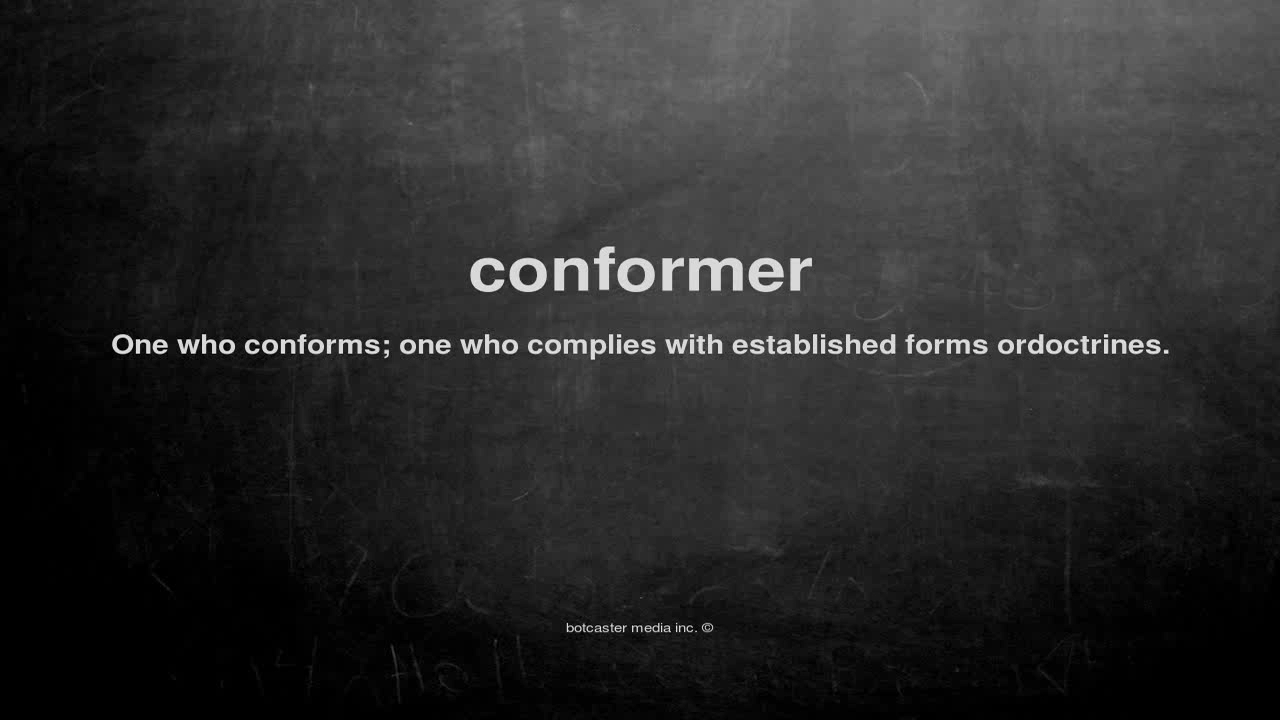 conformer
One who conforms; one who complies with established forms ordoctrines.
botcaster media inc. ©